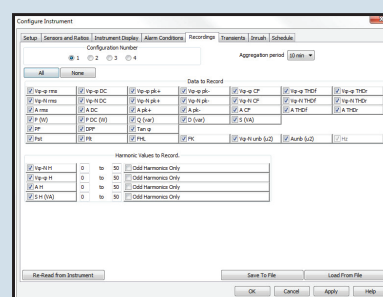 Configure Instrument
Setup Sensors and Ratios Instrument Display Alarm Conditions Recordings Transients Inrush Schedule
Configuration Number
1 2 3 4
Aggregation period 10 min
All None
Data to Record
Vφ-φ rms Vφ-φ DC Vφ-φ pk+ Vφ-φ pk- Vφ-φ CF Vφ-φ THDf Vφ-φ THDr
Vφ-N rms Vφ-N DC Vφ-N pk+ Vφ-N pk- Vφ-N CF Vφ-N THDf Vφ-N THDr
A rms A DC A pk+ A pk- A CF A THDf A THDr
P (W) P DC (W) Q (var) D (var) S (VA)
PF DPF Tan φ
Pst Plt FHL FK Vφ-N unb (u2) Aunb (u2) Hz
Harmonic Values to Record.
Vφ-N H 0 to 50 Odd Harmonics Only
Vφ-φ H 0 to 50 Odd Harmonics Only
A H 0 to 50 Odd Harmonics Only
S H (VA) 0 to 50 Odd Harmonics Only
Re-Read from Instrument Save To File Load From File
OK Cancel Apply Help